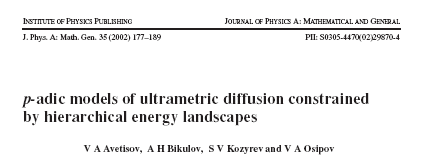 INSTITUTE OF PHYSICS PUBLISHING JOURNAL OF PHYSICS A: MATHEMATICAL AND GENERAL
J. Phys. A: Math. Gen. 35 (2002) 177–189 PII: S0305-4470(02)29870-4
p-adic models of ultrametric diffusion constrained
by hierarchical energy landscapes
V A Avetisov, A H Bikulov, S V Kozyrev and V A Osipov